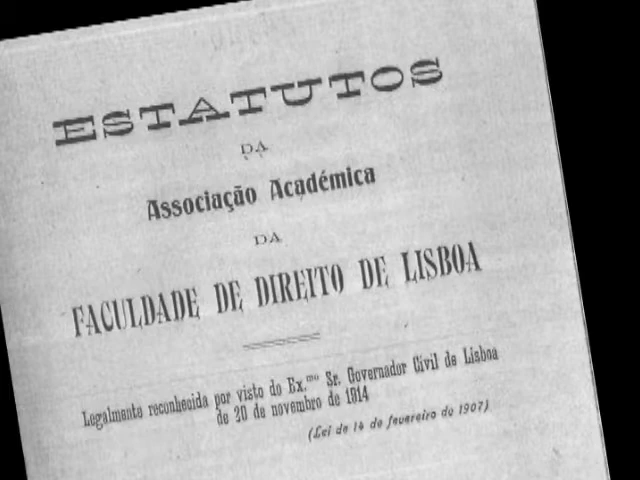 ESTATUTOS
DA
Associação Académica
DA
FACULDADE DE DIREITO DE LISBOA
Legalmente reconhecida por visto do Ex.mo Sr. Governador Civil de Lisboa
de 20 de novembro de 1914
(Lei de 14 de fevereiro de 1907)